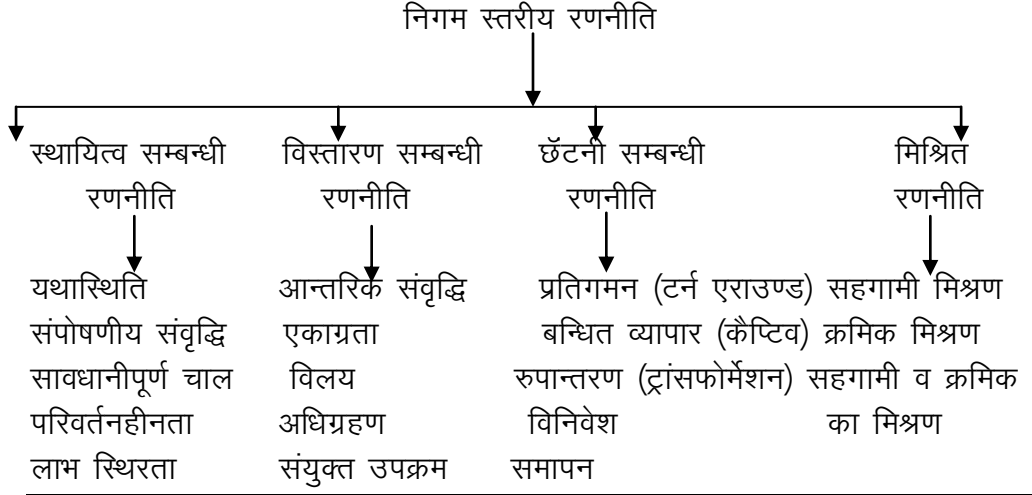 निगम स्तरीय रणनीति
स्थायित्व सम्बन्धी
रणनीति
यथास्थिति
संपोषणीय संवृद्धि
सावधानीपूर्ण चाल
परिवर्तनहीनता
लाभ स्थिरता
विस्तारण सम्बन्धी
रणनीति
आन्तरिक संवृद्धि
एकाग्रता
विलय
अधिग्रहण
संयुक्त उपक्रम
छॅटनी सम्बन्धी
रणनीति
प्रतिगमन (टर्न एराउण्ड)
बन्धित व्यापार (कैप्टिव)
रुपान्तरण (ट्रांसफोर्मेशन)
विनिवेश
समापन
मिश्रित
रणनीति
सहगामी मिश्रण
क्रमिक मिश्रण
सहगामी व क्रमिक
का मिश्रण